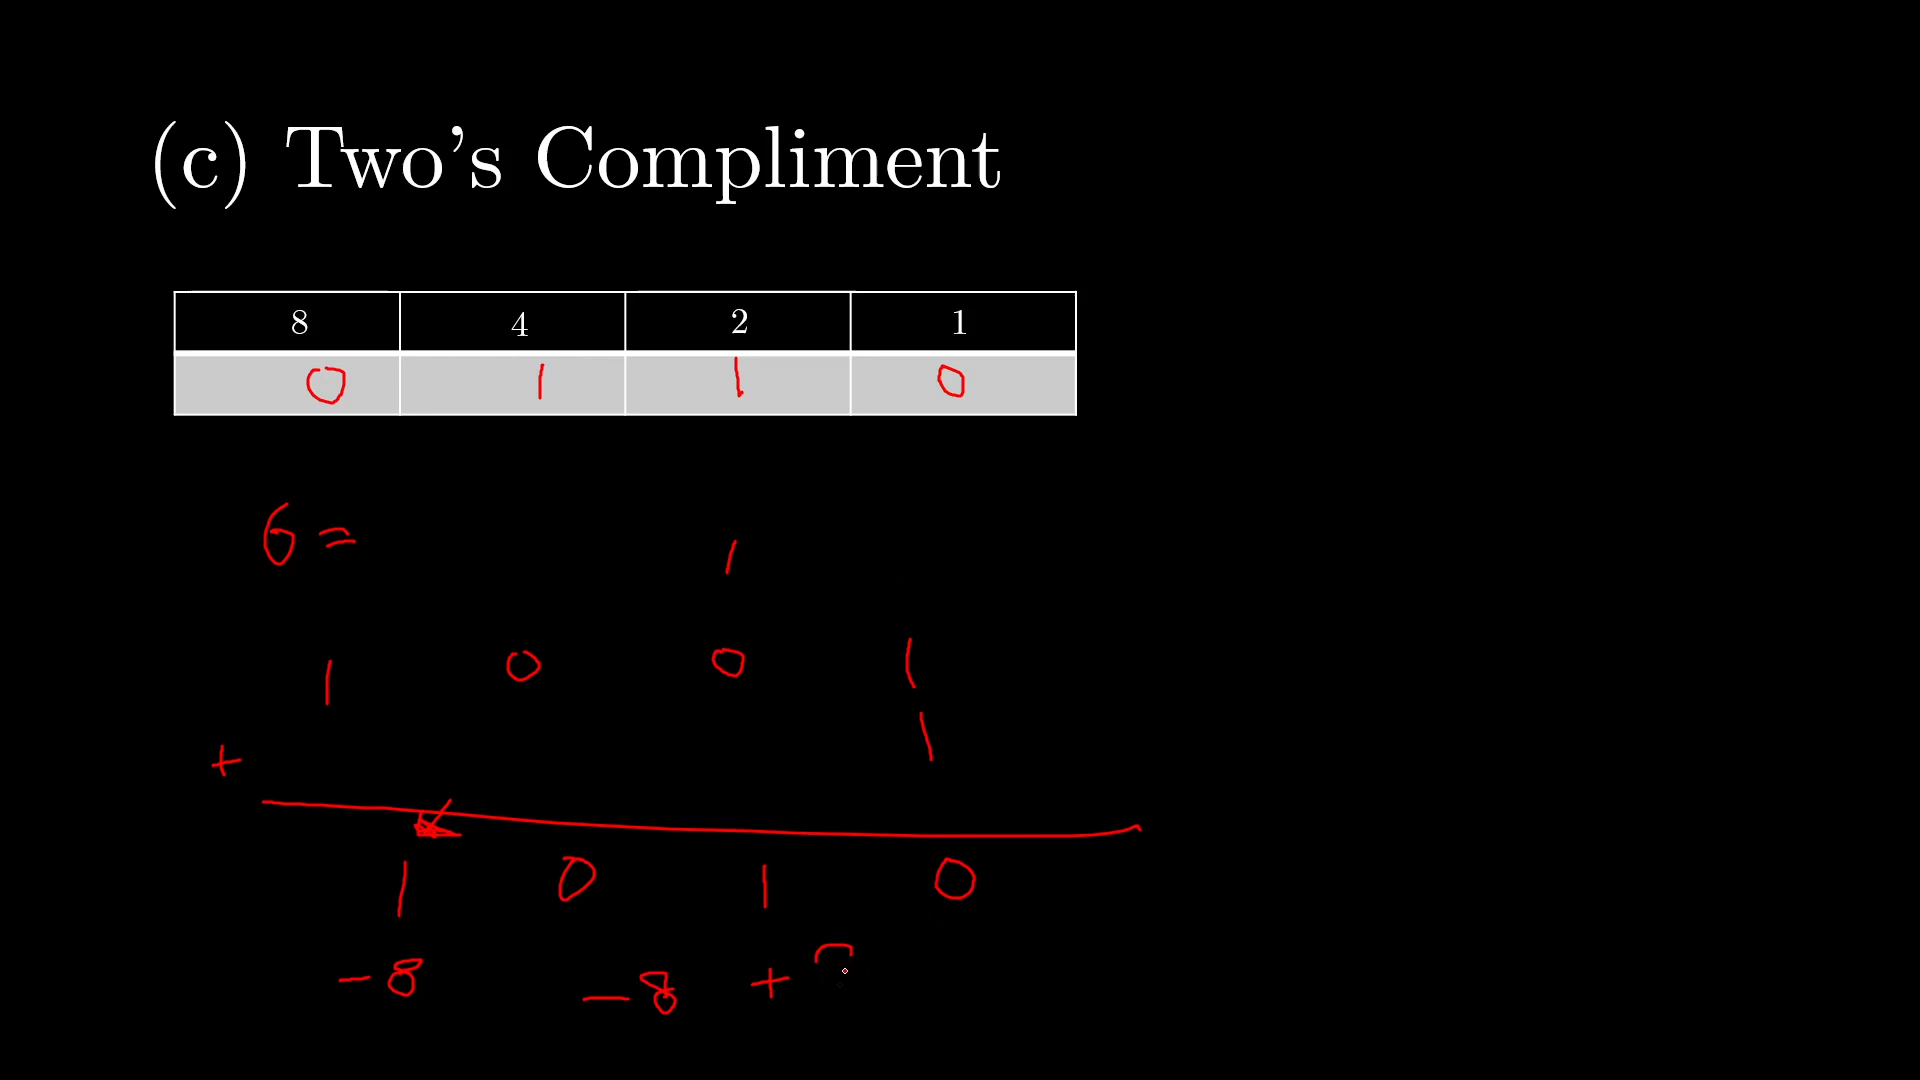 (c) Two's Compliment
8 4 2 1
0 1 1 0
6 =
1
1 0 0 1
1
+
1 0 1 0
-8 -8 +